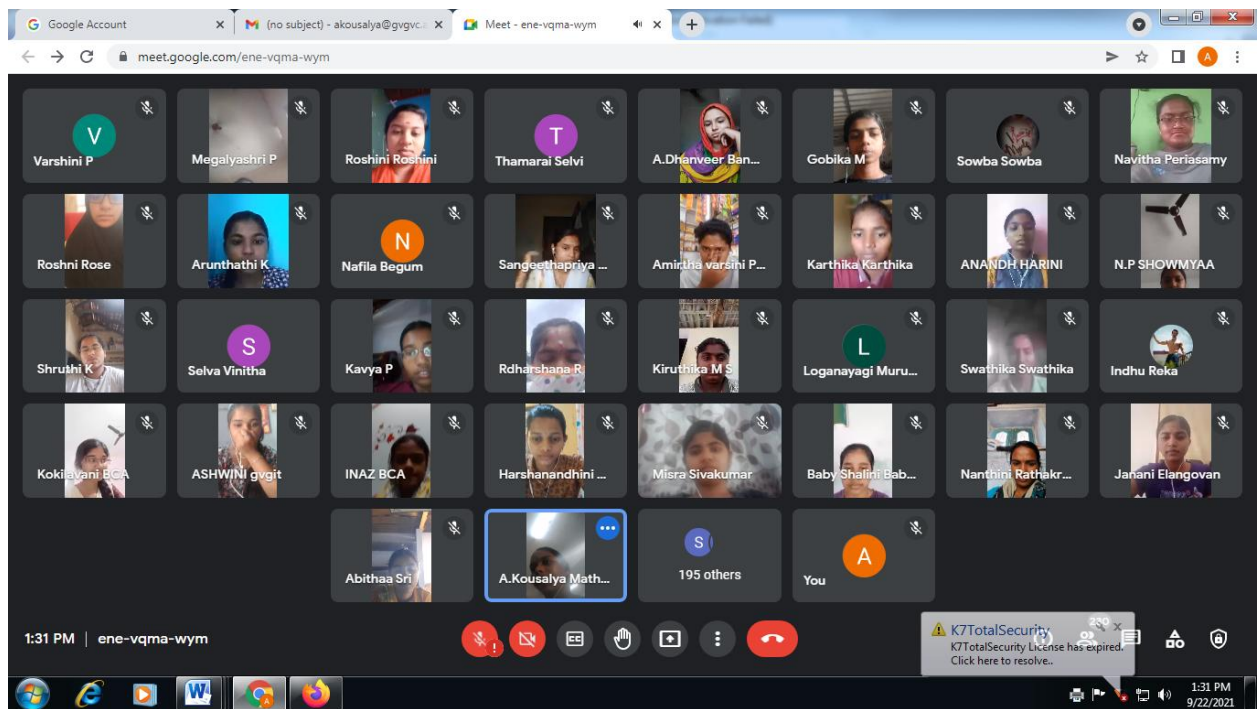 Google Account
(no subject) - akousalya@gvgvc.a
Meet - ene-vqma-wym
meet.google.com/ene-vqma-wym
A
V
Varshini P
Megalyashri P
Roshini Roshini
T
Thamarai Selvi
A.Dhanveer Ban...
Gobika M
Sowba Sowba
Navitha Periasamy
Roshni Rose
Arunthathi K
N
Nafila Begum
Sangeethapriya ...
Amirtha varsini P...
Karthika Karthika
ANANDH HARINI
N.P SHOWMYAA
Shruthi K
S
Selva Vinitha
Kavya P
Rdharshana R
Kiruthika M S
L
Loganayagi Muru...
Swathika Swathika
Indhu Reka
Kokilavani BCA
ASHWINI gvgit
INAZ BCA
Harshanandhini ...
Misra Sivakumar
Baby Shalini Bab...
Nanthini Rathakr...
Janani Elangovan
Abithaa Sri
A.Kousalya Math...
S
195 others
A
You
1:31 PM | ene-vqma-wym
230
K7TotalSecurity
K7TotalSecurity License has expired.
Click here to resolve..
1:31 PM
9/22/2021